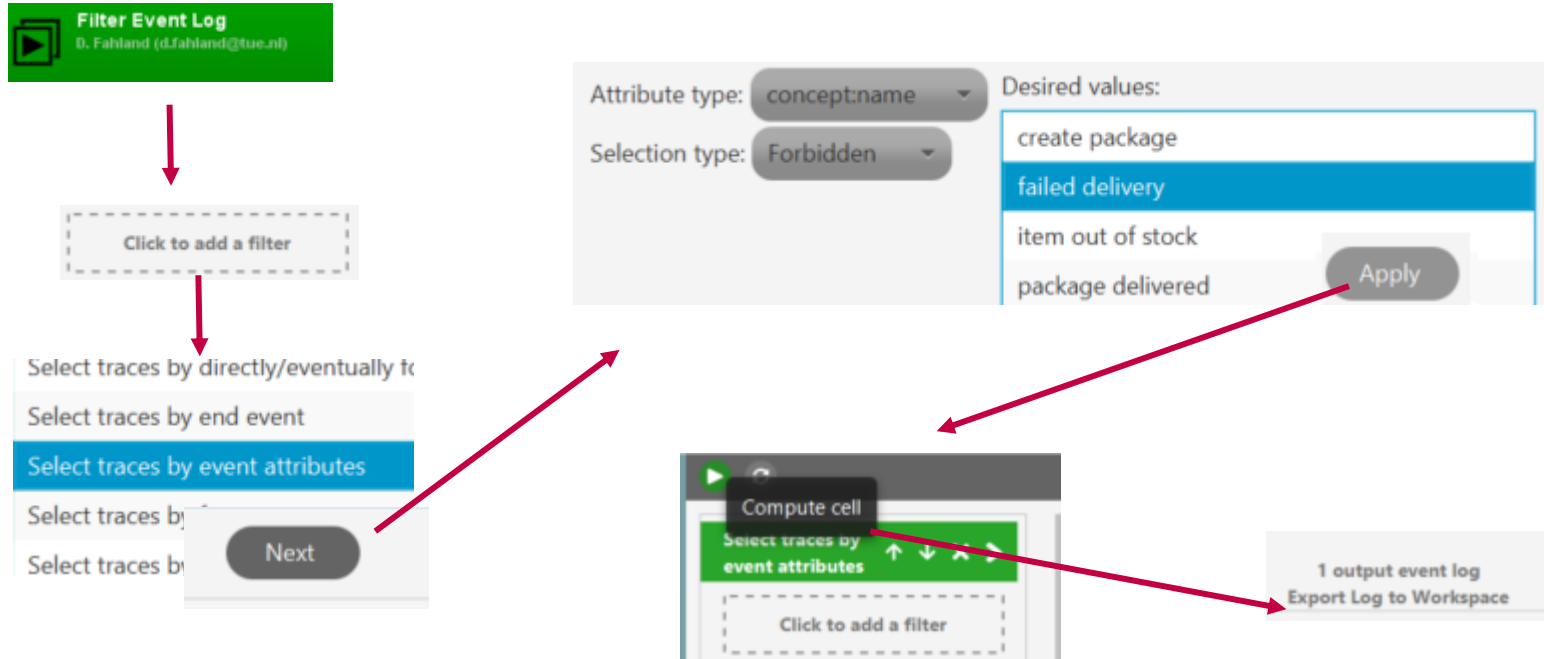 Filter Event Log
D. Fahland (d.fahland@tue.nl)
Click to add a filter
Select traces by directly/eventually
Select traces by end event
Select traces by event attributes
Select traces by
Select traces
Next
Attribute type: concept:name
Selection type: Forbidden
Desired values:
create package
failed delivery
item out of stock
package delivered
Apply
Compute cell
Select traces by
event attributes
Click to add a filter
1 output event log
Export Log to Workspace